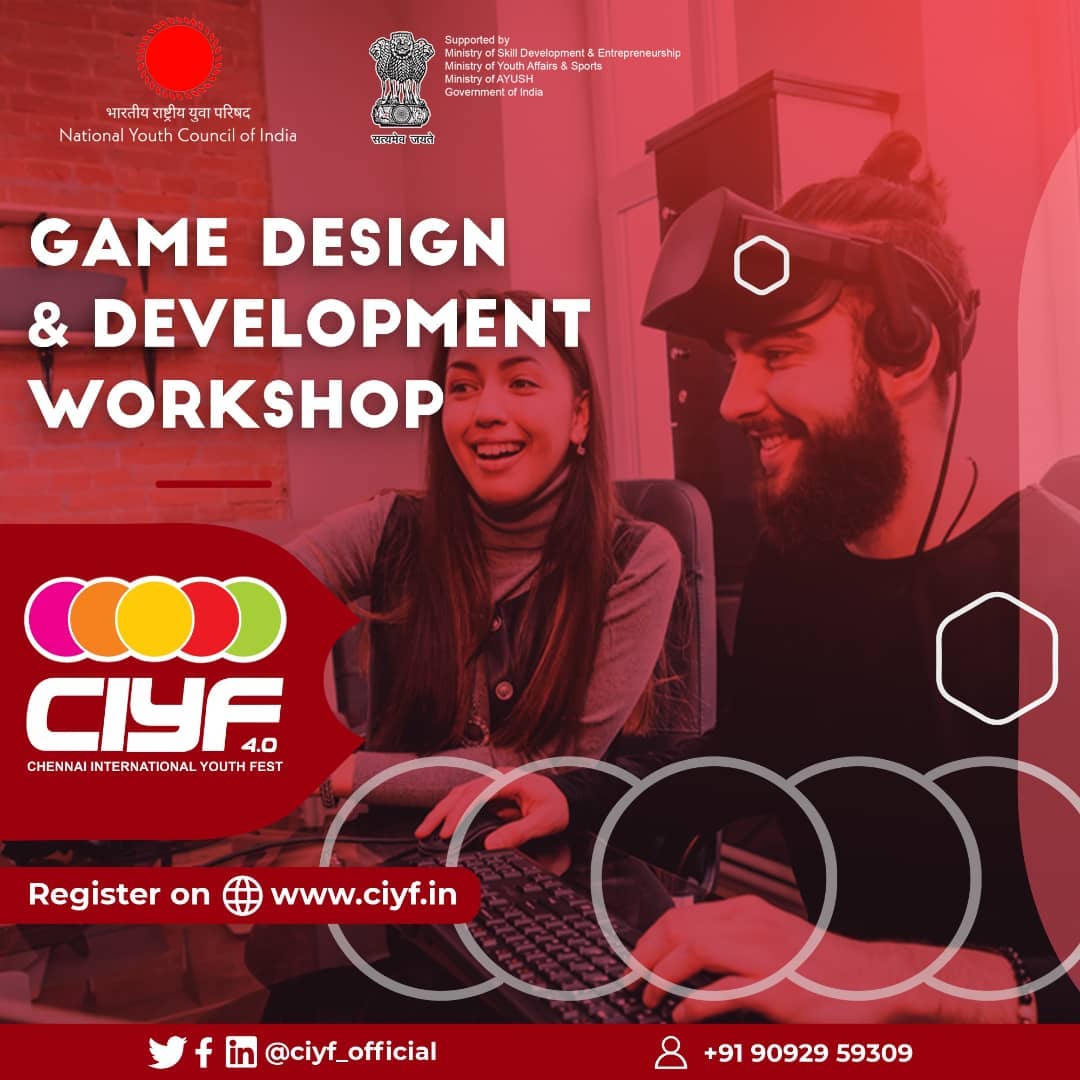 भारतीय राष्ट्रीय युवा परिषद
National Youth Council of India
Supported by
Ministry of Skill Development & Entrepreneurship
Ministry of Youth Affairs & Sports
Ministry of AYUSH
Government of India
सत्यमेव जयते
GAME DESIGN
& DEVELOPMENT
WORKSHOP
CIYF
4.0
CHENNAI INTERNATIONAL YOUTH FEST
Register on www.ciyf.in
@ciyf_official
+91 90929 59309